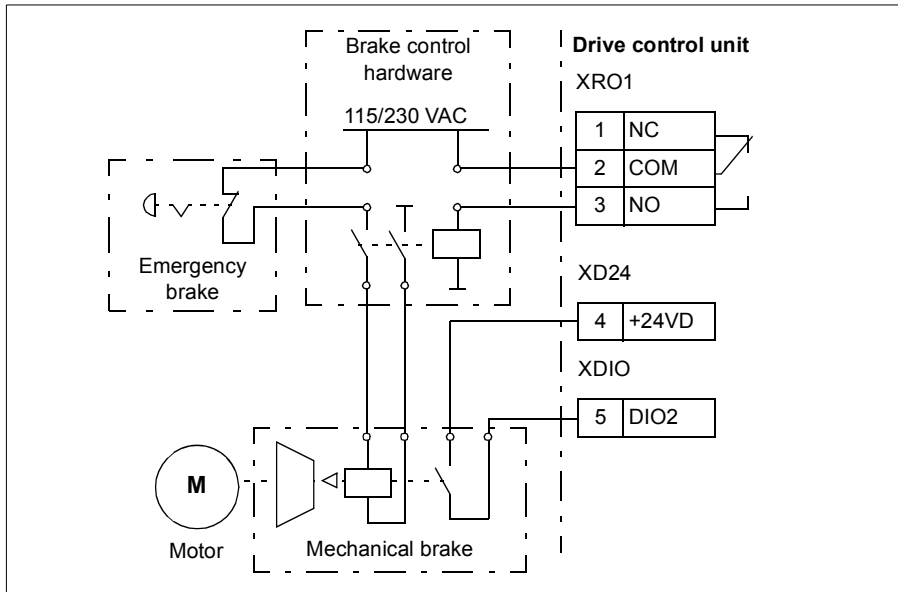 Brake control
hardware
115/230 VAC
Emergency
brake
M
Motor
Mechanical brake
Drive control unit
XRO1
1 NC
2 COM
3 NO
XD24
4 +24VD
XDIO
5 DIO2